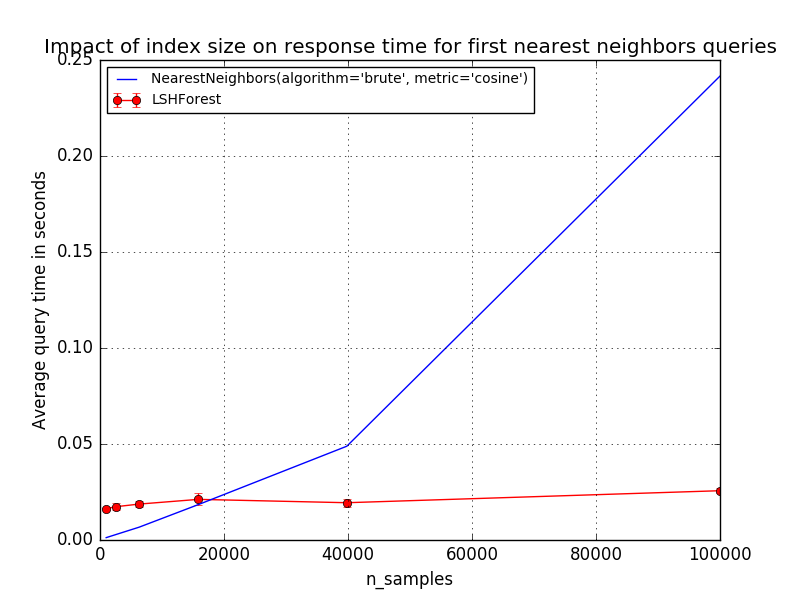 Impact of index size on response time for first nearest neighbors queries
NearestNeighbors(algorithm='brute', metric='cosine')
LSHForest
Average query time in seconds
0.25
0.20
0.15
0.10
0.05
0.00
0 20000 40000 60000 80000 100000
n_samples